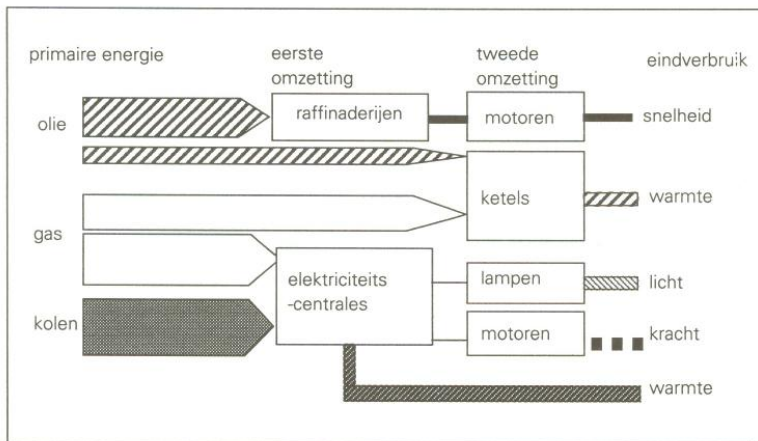 primaire energie
eerste
omzetting
tweede
omzetting
eindverbruik
olie
raffinaderijen
motoren
snelheid
ketels
warmte
gas
elektriciteits
-centrales
lampen
licht
kolen
motoren
kracht
warmte